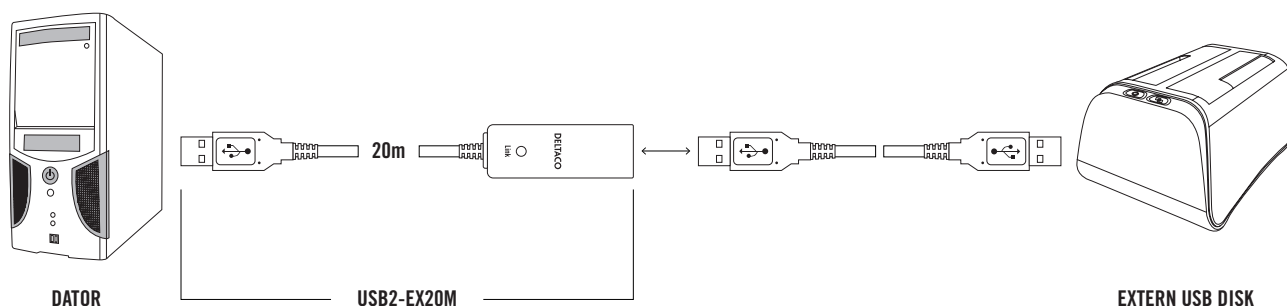 20m
Link
DELTACO
DATOR
USB2-EX20M
EXTERN USB DISK